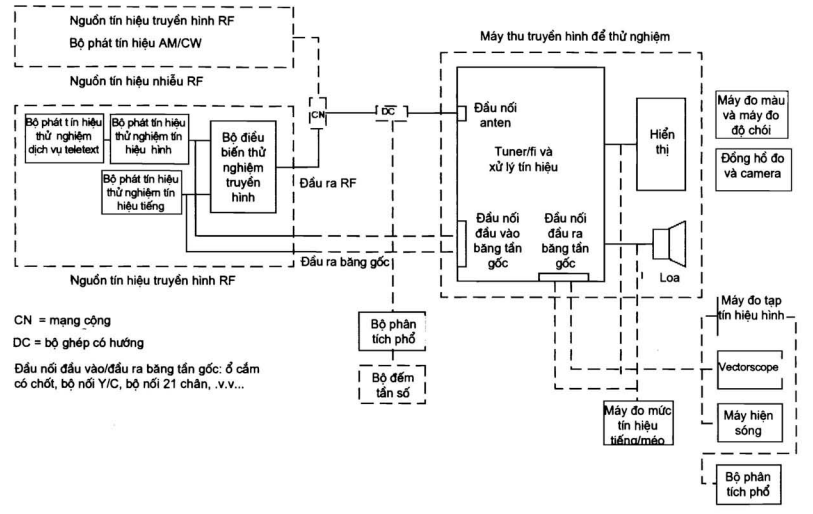 Nguồn tín hiệu truyền hình RF
Bộ phát tín hiệu AM/CW
Nguồn tín hiệu nhiễu RF
Bộ phát tín hiệu
thử nghiệm
dịch vụ teletext
Bộ phát tín hiệu
thử nghiệm tín
hiệu hình
Bộ phát tín hiệu
thử nghiệm tín
hiệu tiếng
Bộ điều
biến thử
nghiệm
truyền
hình
Đầu ra RF
Đầu ra băng gốc
Nguồn tín hiệu truyền hình RF
CN
DC
Máy thu truyền hình để thử nghiệm
Đầu nối
anten
Tuner/fi và
xử lý tín hiệu
Đầu nối
đầu vào
băng tần
gốc
Đầu nối
đầu ra
băng tần
gốc
Hiển
thị
Loa
Máy đo màu
và máy đo
độ chói
Đồng hồ đo
và camera
CN = mạng cộng
DC = bộ ghép có hướng
Đầu nối đầu vào/đầu ra băng tần gốc: ổ cắm
có chốt, bộ nối Y/C, bộ nối 21 chân, .v.v...
Bộ phân
tích phổ
Bộ đếm
tần số
Máy đo mức
tín hiệu
tiếng/méo
Máy đo tạp
tín hiệu hình
Vectorscope
Máy hiện
sóng
Bộ phân
tích phổ